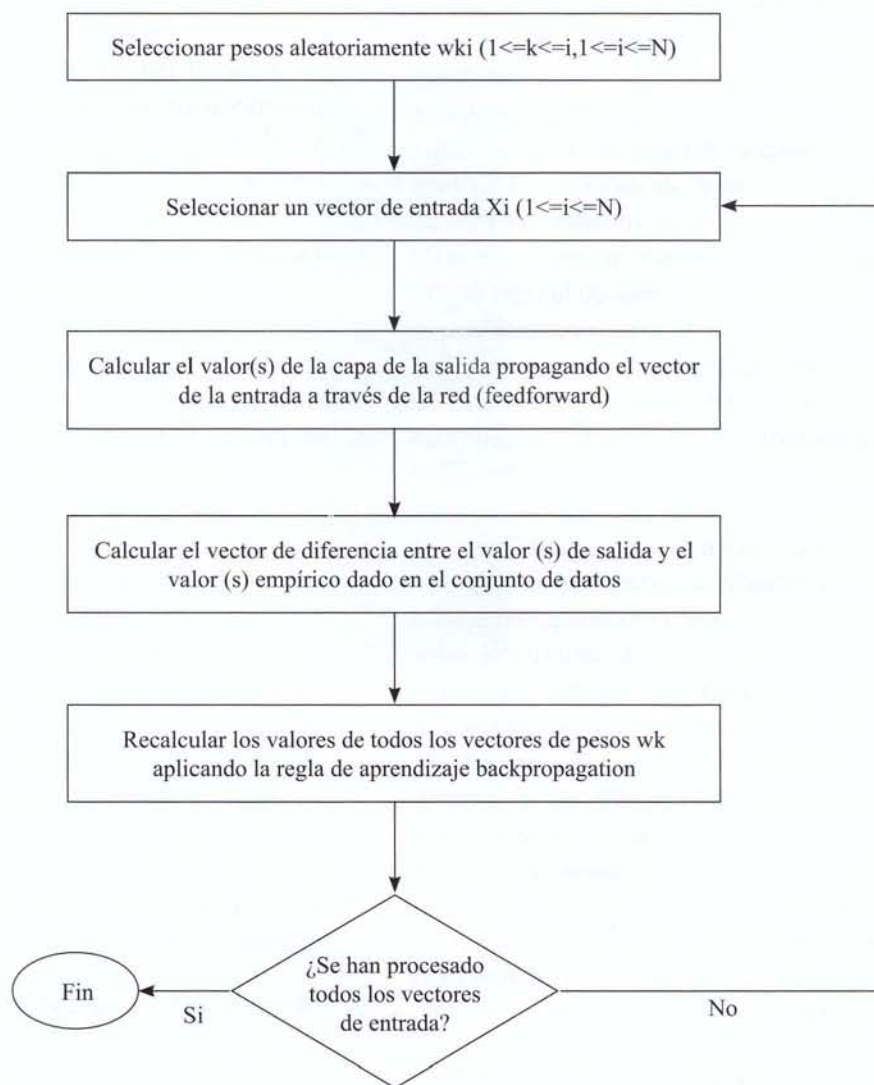 Seleccionar pesos aleatoriamente wki (1<=k<=i,1<=i<=N)
Seleccionar un vector de entrada Xi (1<=i<=N)
Calcular el valor(s) de la capa de la salida propagando el vector
de la entrada a través de la red (feedforward)
Calcular el vector de diferencia entre el valor (s) de salida y el
valor (s) empírico dado en el conjunto de datos
Recalcular los valores de todos los vectores de pesos wk
aplicando la regla de aprendizaje backpropagation
¿Se han procesado
todos los vectores
de entrada?
Fin
Si
No